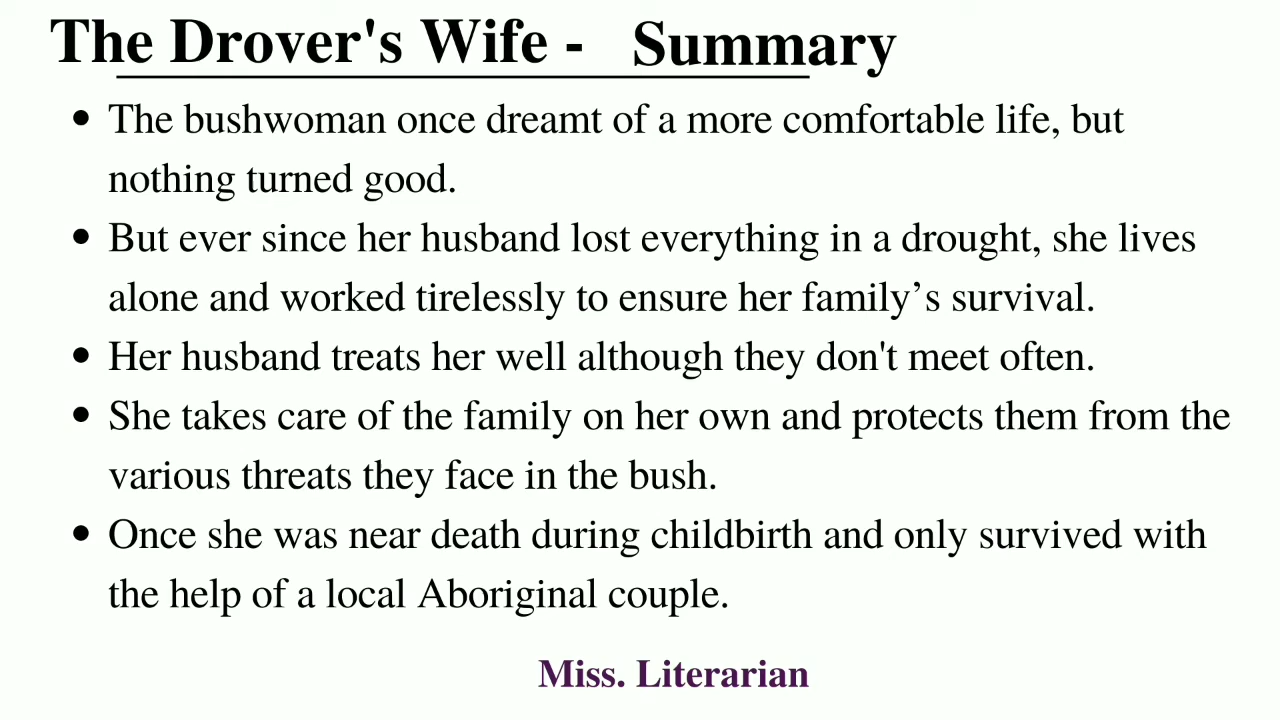 The Drover's Wife - Summary
• The bushwoman once dreamt of a more comfortable life, but
nothing turned good.
• But ever since her husband lost everything in a drought, she lives
alone and worked tirelessly to ensure her family’s survival.
• Her husband treats her well although they don't meet often.
• She takes care of the family on her own and protects them from the
various threats they face in the bush.
• Once she was near death during childbirth and only survived with
the help of a local Aboriginal couple.
Miss. Literarian